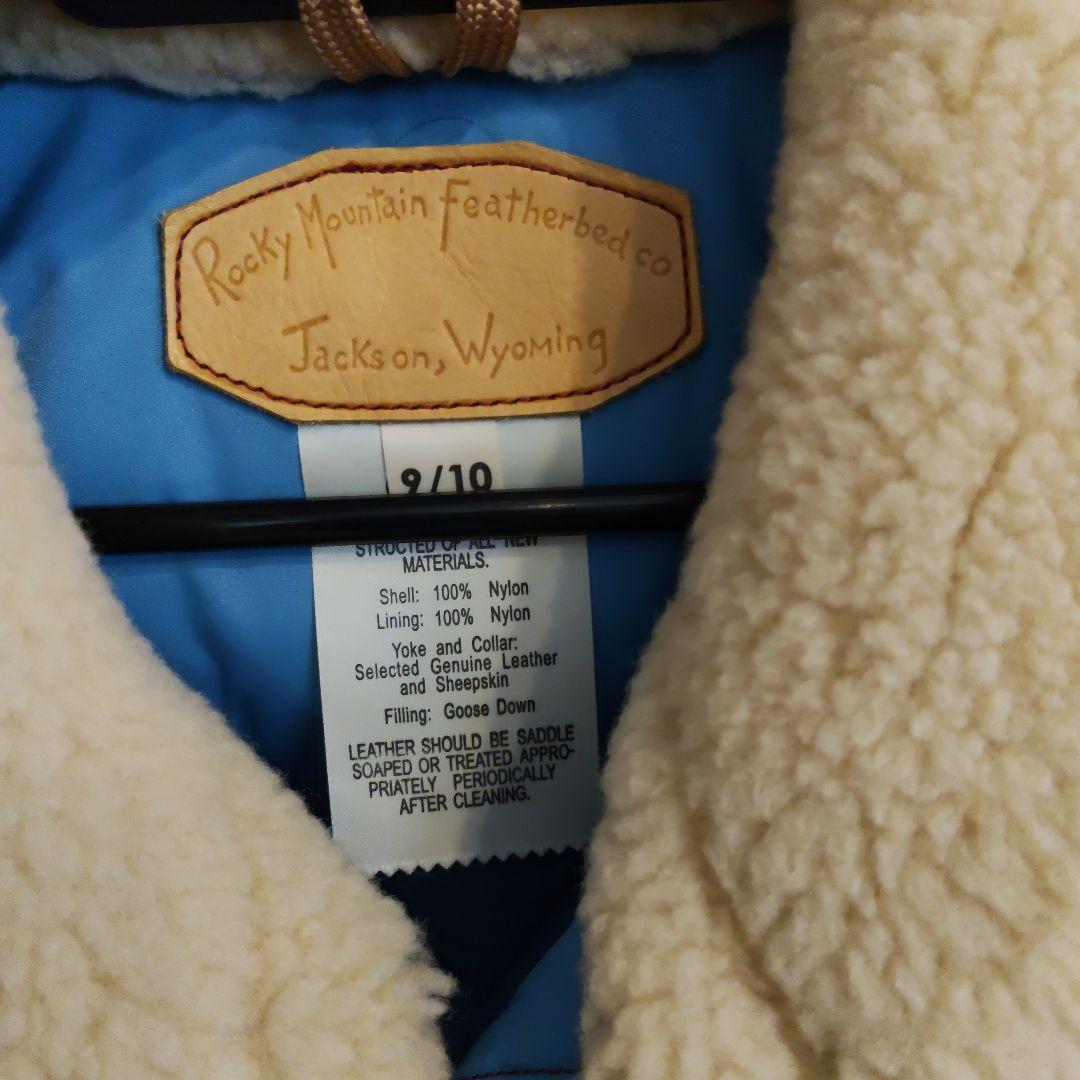 Rocky Mountain Featherbed co
Jackson, Wyoming
9/10
STRUCTED OF ALL NEW
MATERIALS.
Shell: 100% Nylon
Lining: 100% Nylon
Yoke and Collar:
Selected Genuine Leather
and Sheepskin
Filling: Goose Down
LEATHER SHOULD BE SADDLE
SOAPED OR TREATED APPRO-
PRIATELY PERIODICALLY
AFTER CLEANING.